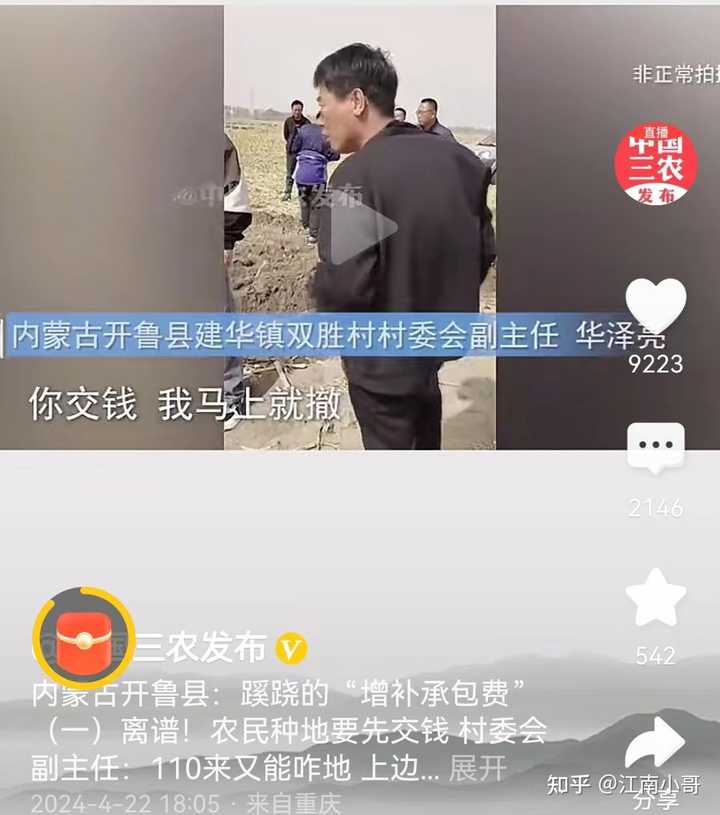 非正常拍
直播
中国
三农
发布
发布
内蒙古开鲁县建华镇双胜村村委会副主任 华泽亮
你交钱 我马上就撤
9223
2146
542
国三农发布 V
内蒙古开鲁县：蹊跷的“增补承包费”
（一）离谱！农民种地要先交钱 村委会
副主任：110来又能咋地 上边... 展开
2024-4-22 18:05 · 来自重庆
分享
知乎 @江南小哥